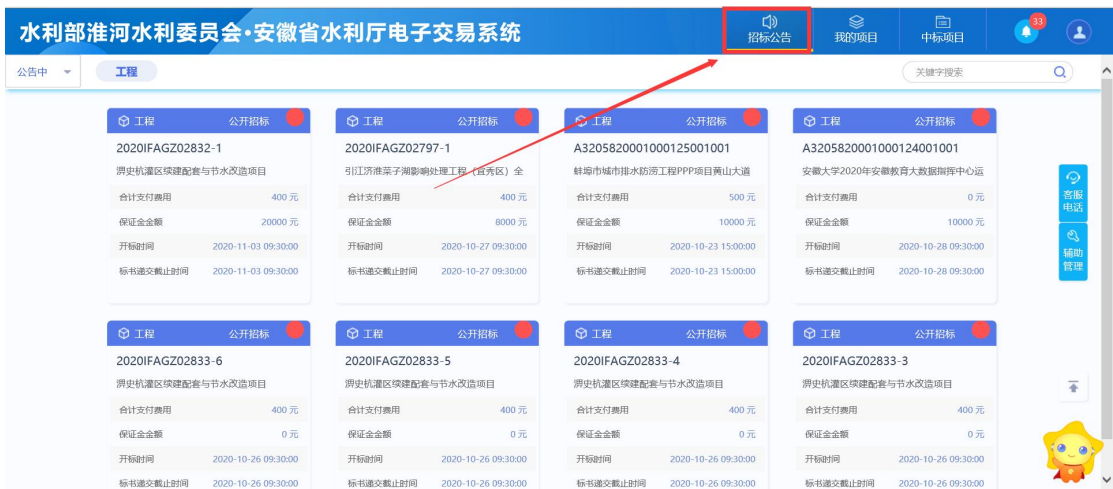 水利部淮河水利委员会·安徽省水利厅电子交易系统
招标公告
我的项目
中标项目
33
公告中
工程
关键字搜索
工程 公开招标
2020IFAGZ02832-1
淠史杭灌区续建配套与节水改造项目
合计支付费用 400 元
保证金金额 20000 元
开标时间 2020-11-03 09:30:00
标书递交截止时间 2020-11-03 09:30:00
工程 公开招标
2020IFAGZ02797-1
引江济淮菜子湖影响处理工程（宜秀区）全
合计支付费用 400 元
保证金金额 8000 元
开标时间 2020-10-27 09:30:00
标书递交截止时间 2020-10-27 09:30:00
工程 公开招标
A3205820001000125001001
蚌埠市城市排水防涝工程PPP项目黄山大道
合计支付费用 500 元
保证金金额 10000 元
开标时间 2020-10-23 15:00:00
标书递交截止时间 2020-10-23 15:00:00
工程 公开招标
A3205820001000124001001
安徽大学2020年安徽教育大数据指挥中心运
合计支付费用 0 元
保证金金额 10000 元
开标时间 2020-10-28 09:30:00
标书递交截止时间 2020-10-28 09:30:00
工程 公开招标
2020IFAGZ02833-6
淠史杭灌区续建配套与节水改造项目
合计支付费用 400 元
保证金金额 0 元
开标时间 2020-10-26 09:30:00
标书递交截止时间 2020-10-26 09:30:00
工程 公开招标
2020IFAGZ02833-5
淠史杭灌区续建配套与节水改造项目
合计支付费用 400 元
保证金金额 0 元
开标时间 2020-10-26 09:30:00
标书递交截止时间 2020-10-26 09:30:00
工程 公开招标
2020IFAGZ02833-4
淠史杭灌区续建配套与节水改造项目
合计支付费用 400 元
保证金金额 0 元
开标时间 2020-10-26 09:30:00
标书递交截止时间 2020-10-26 09:30:00
工程 公开招标
2020IFAGZ02833-3
淠史杭灌区续建配套与节水改造项目
合计支付费用 400 元
保证金金额 0 元
开标时间 2020-10-26 09:30:00
标书递交截止时间 2020-10-26 09:30:00
客服
电话
辅助
管理